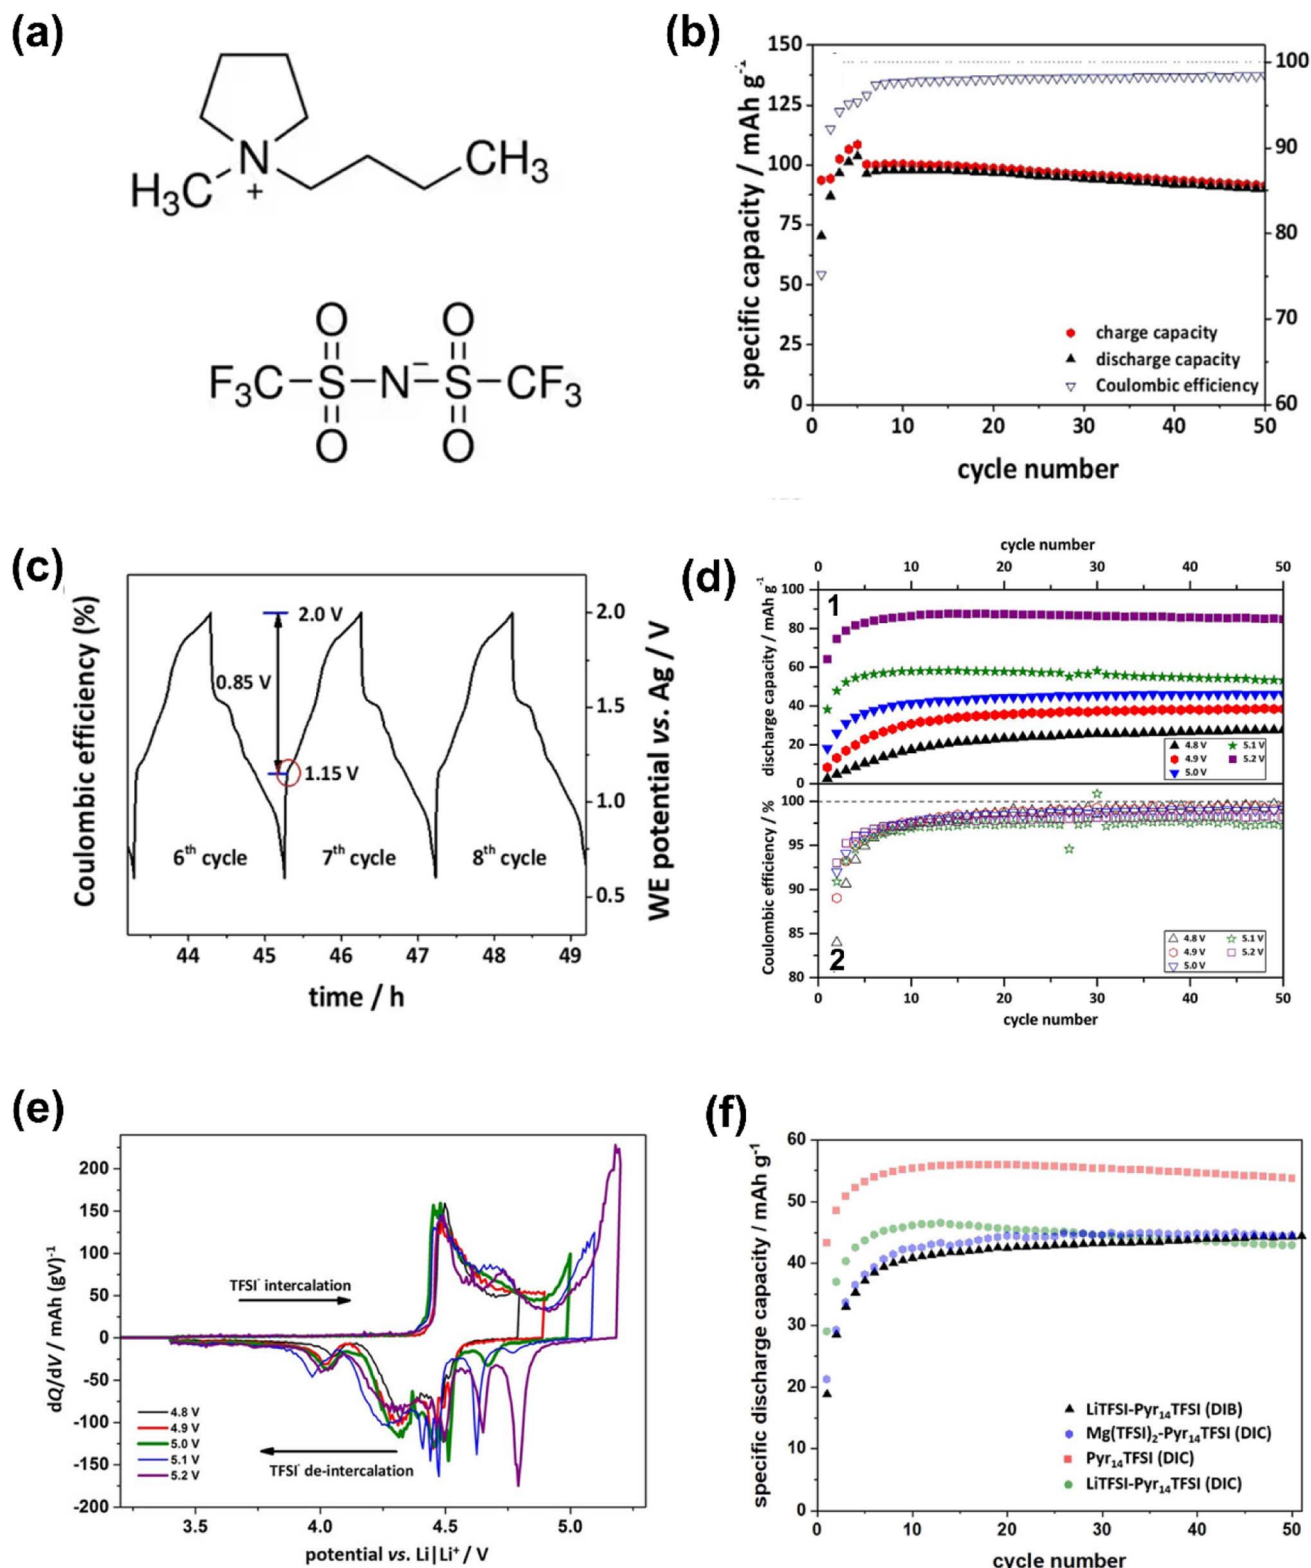 (a)
H₃C
N
+
CH₃
O O
F₃C–S–N⁻–S–CF₃
O O
(b)
specific capacity / mAh g⁻¹
150
125
100
75
50
25
0
100
90
80
70
60
charge capacity
discharge capacity
Coulombic efficiency
0 10 20 30 40 50
cycle number
(c)
Coulombic efficiency (%)
WE potential vs. Ag / V
2.0
1.5
1.0
0.5
2.0 V
0.85 V
1.15 V
6th cycle
7th cycle
8th cycle
44 45 46 47 48 49
time / h
(d)
cycle number
0 10 20 30 40 50
discharge capacity / mAh g⁻¹
100
80
60
40
20
0
1
4.8 V 5.1 V
4.9 V 5.2 V
5.0 V
Coulombic efficiency / %
100
95
90
85
80
2
4.8 V 5.1 V
4.9 V 5.2 V
5.0 V
0 10 20 30 40 50
cycle number
(e)
dQ/dV / mAh (gV)⁻¹
200
150
100
50
0
-50
-100
-150
-200
TFSI⁻ intercalation
TFSI⁻ de-intercalation
4.8 V
4.9 V
5.0 V
5.1 V
5.2 V
3.5 4.0 4.5 5.0
potential vs. Li|Li⁺ / V
(f)
specific discharge capacity / mAh g⁻¹
60
50
40
30
20
10
0
LiTFSI-Pyr₁₄TFSI (DIB)
Mg(TFSI)₂-Pyr₁₄TFSI (DIC)
Pyr₁₄TFSI (DIC)
LiTFSI-Pyr₁₄TFSI (DIC)
0 10 20 30 40 50
cycle number